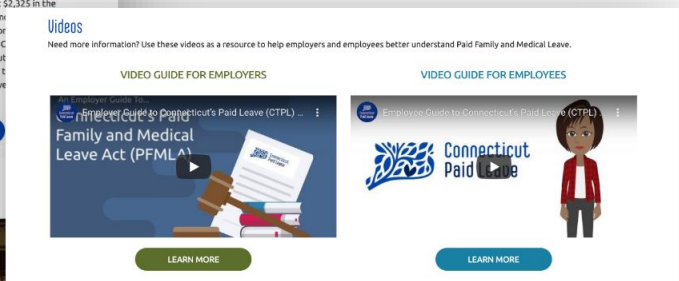 $2,325 in the
Videos
Need more information? Use these videos as a resource to help employers and employees better understand Paid Family and Medical Leave.
VIDEO GUIDE FOR EMPLOYERS
An Employer Guide To...
Employer Guide to Connecticut's Paid Leave (CTPL) ...
Connecticut's Paid
Family and Medical
Leave Act (PFMLA)
Connecticut
Paid Leave
LEARN MORE
VIDEO GUIDE FOR EMPLOYEES
Employee Guide to Connecticut's Paid Leave (CTPL) ...
Connecticut
Paid Leave
LEARN MORE